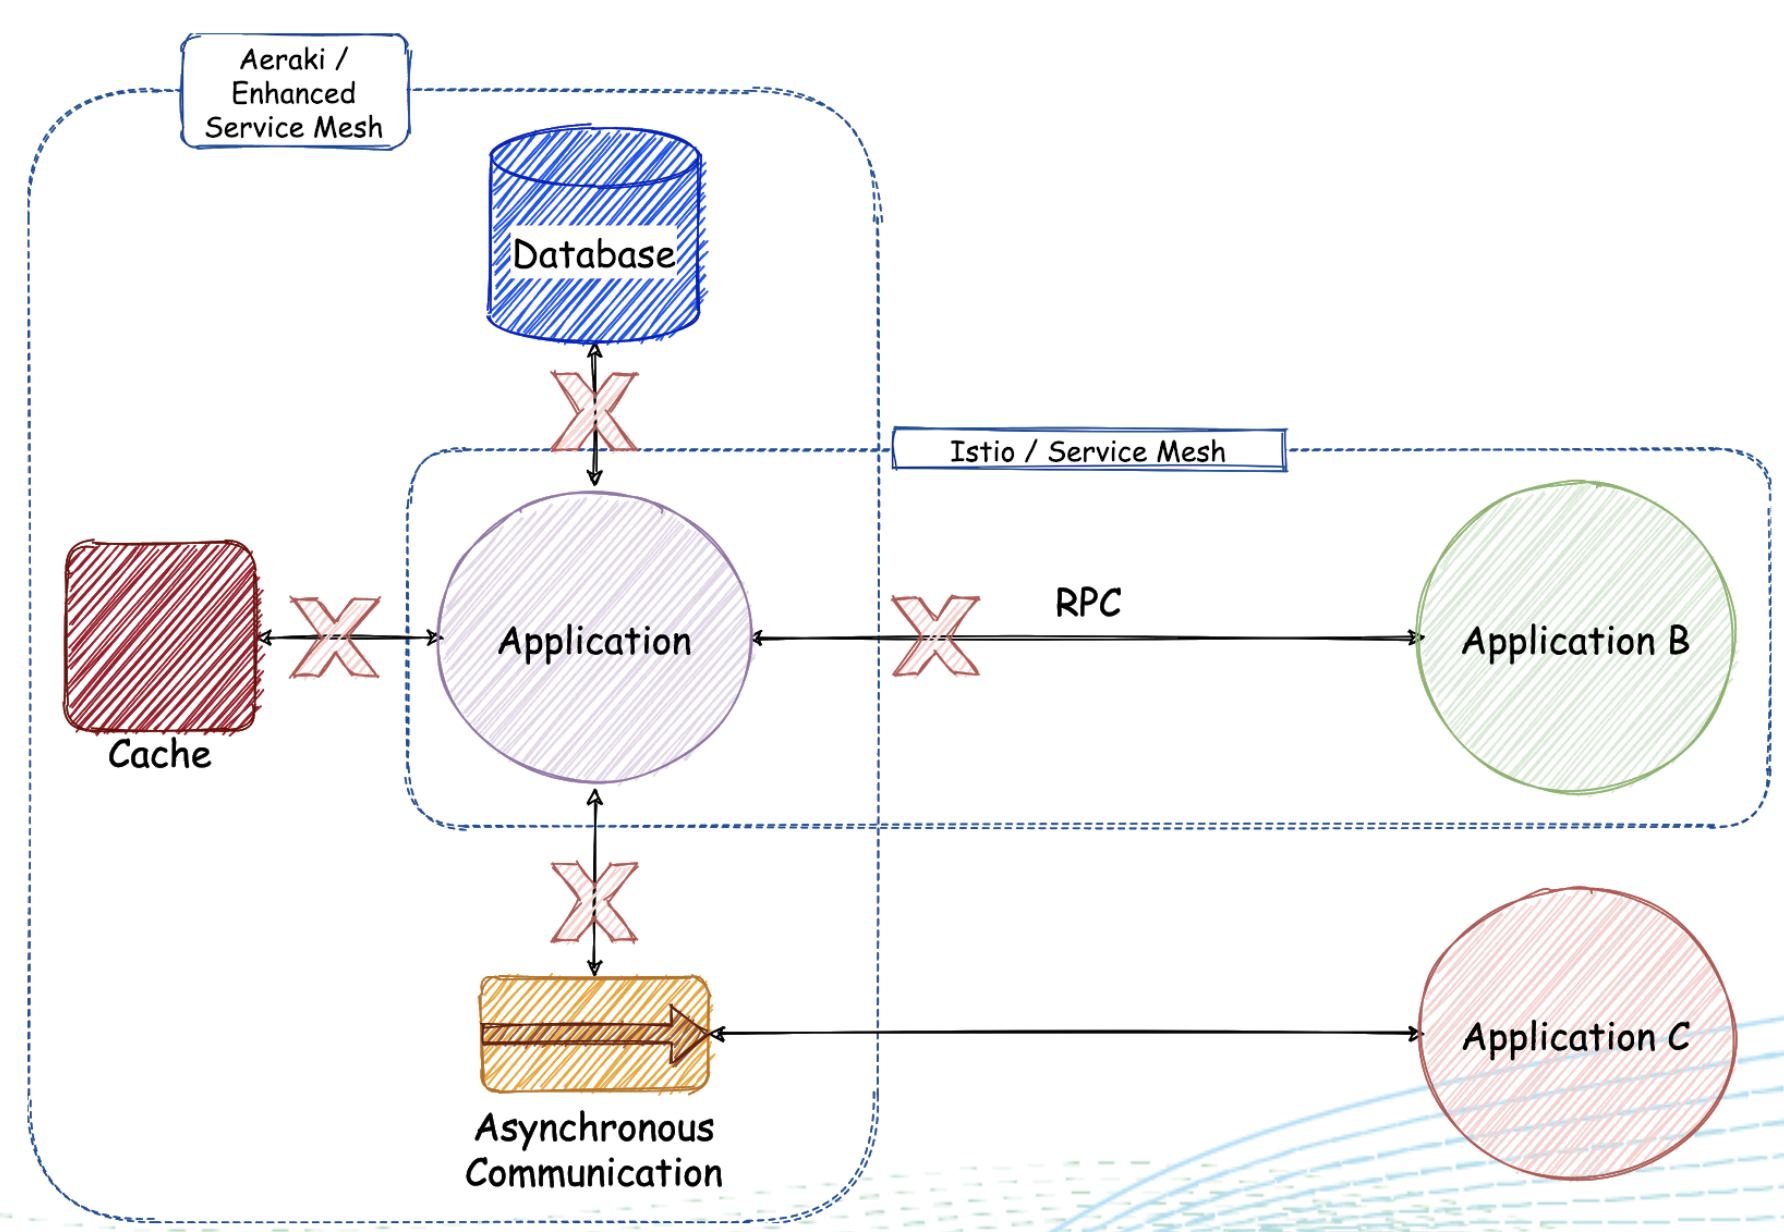 Aeraki /
Enhanced
Service Mesh
Database
Istio / Service Mesh
RPC
Application
Application B
Cache
Application C
Asynchronous
Communication